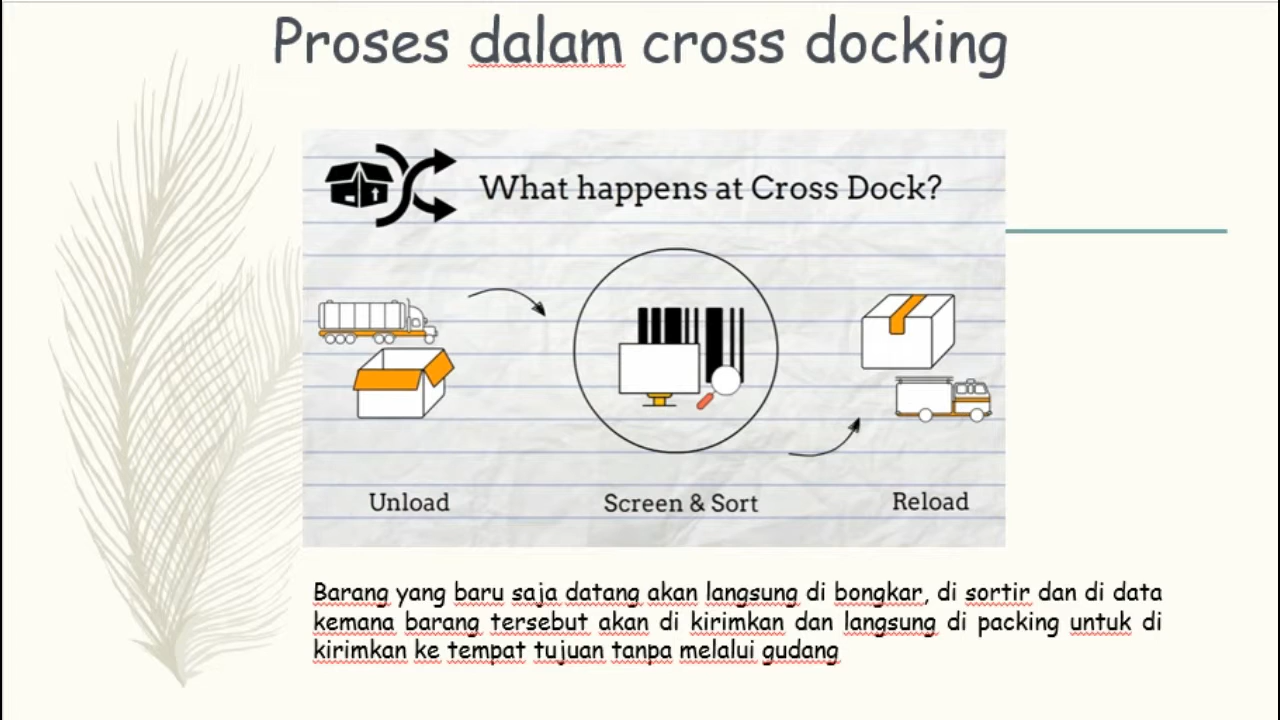 Proses dalam cross docking
What happens at Cross Dock?
Unload
Screen & Sort
Reload
Barang yang baru saja datang akan langsung di bongkar, di sortir dan di data
kemana barang tersebut akan di kirimkan dan langsung di packing untuk di
kirimkan ke tempat tujuan tanpa melalui gudang